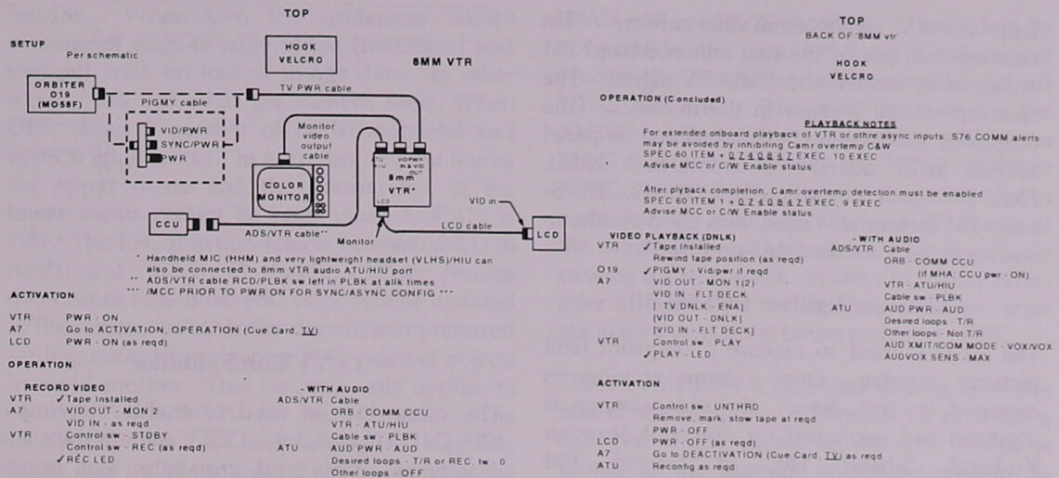 TOP
SETUP
Per schematic
HOOK
VELCRO
8MM VTR
ORBITER
O19
(MO58F)
PIGMY cable
TV PWR cable
VID/PWR
SYNC/PWR
PWR
Monitor
video
output
cable
COLOR
MONITOR
8mm
VTR*
LCD
OUT
CCU
ADS/VTR cable**
Monitor
LCD cable
VID in
LCD
* Handheld MIC (HHM) and very lightweight headset (VLHS)/HIU can
also be connected to 8mm VTR audio ATU/HIU port
** ADS/VTR cable RCD/PLBK sw left in PLBK at allk times
*** MCC PRIOR TO PWR ON FOR SYNC/ASYNC CONFIG ***
ACTIVATION
VTR PWR - ON
A7 Go to ACTIVATION, OPERATION (Cue Card, TV)
LCD PWR - ON (as reqd)
OPERATION
RECORD VIDEO
VTR ✓Tape Installed
A7 VID OUT - MON 2
VID IN - as reqd
VTR Control sw - STDBY
Control sw - REC (as reqd)
✓REC LED
- WITH AUDIO
ADS/VTR Cable
ORB - COMM CCU
VTR - ATU/HIU
Cable sw - PLBK
ATU AUD PWR - AUD
Desired loops - T/R or REC, tw - 0
Other loops - OFF
TOP
BACK OF '8MM vtr'
HOOK
VELCRO
OPERATION (Concluded)
PLAYBACK NOTES
For extended onboard playback of VTR or othre async inputs, S76 COMM alerts
may be avoided by inhibiting Camr overtemp C&W
SPEC 60 ITEM + 0 7 4 0 8 4 7 EXEC, 10 EXEC
Advise MCC or C/W Enable status
After plyback completion, Camr overtemp detection must be enabled
SPEC 60 ITEM 1 + 0 7 4 0 8 4 7 EXEC, 9 EXEC
Advise MCC or C/W Enable status
VIDEO PLAYBACK (DNLK)
VTR ✓Tape Installed
Rewind tape position (as reqd)
O19 ✓PIGMY - Vid/pwr if reqd
A7 VID OUT - MON 1(2)
VID IN - FLT DECK
[ TV DNLK - ENA]
[VID OUT - DNLK]
[VID IN - FLT DECK]
VTR Control sw - PLAY
✓PLAY - LED
- WITH AUDIO
ADS/VTR Cable
ORB - COMM CCU
(if MHA, CCU pwr - ON)
VTR - ATU/HIU
Cable sw - PLBK
ATU AUD PWR - AUD
Desired loops - T/R
Other loops - Not T/R
AUD XMIT/ICOM MODE - VOX/VOX
AUDVOX SENS - MAX
ACTIVATION
VTR Control sw - UNTHRD
Remove, mark, slow tape at reqd
PWR - OFF
LCD PWR - OFF (as reqd)
A7 Go to DEACTIVATION (Cue Card, TV) as reqd
ATU Reconfig as reqd